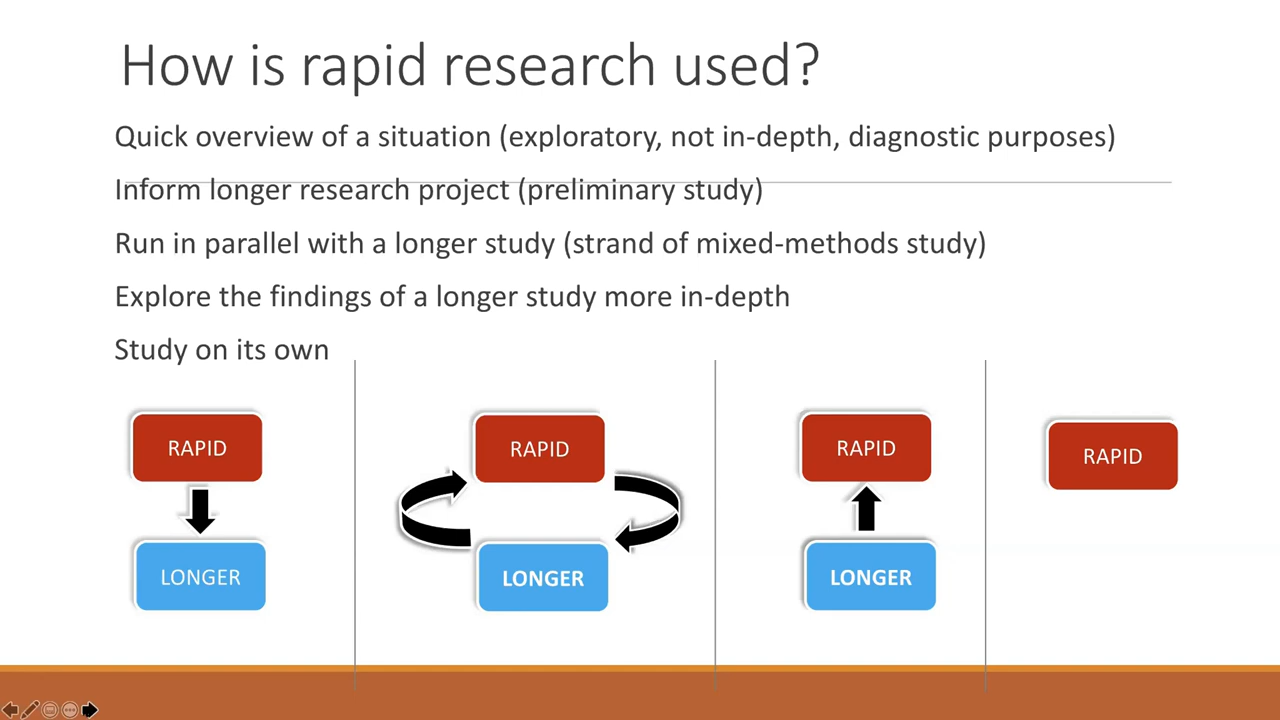 How is rapid research used?
Quick overview of a situation (exploratory, not in-depth, diagnostic purposes)
Inform longer research project (preliminary study)
Run in parallel with a longer study (strand of mixed-methods study)
Explore the findings of a longer study more in-depth
Study on its own
RAPID
LONGER
RAPID
LONGER
RAPID
LONGER
RAPID